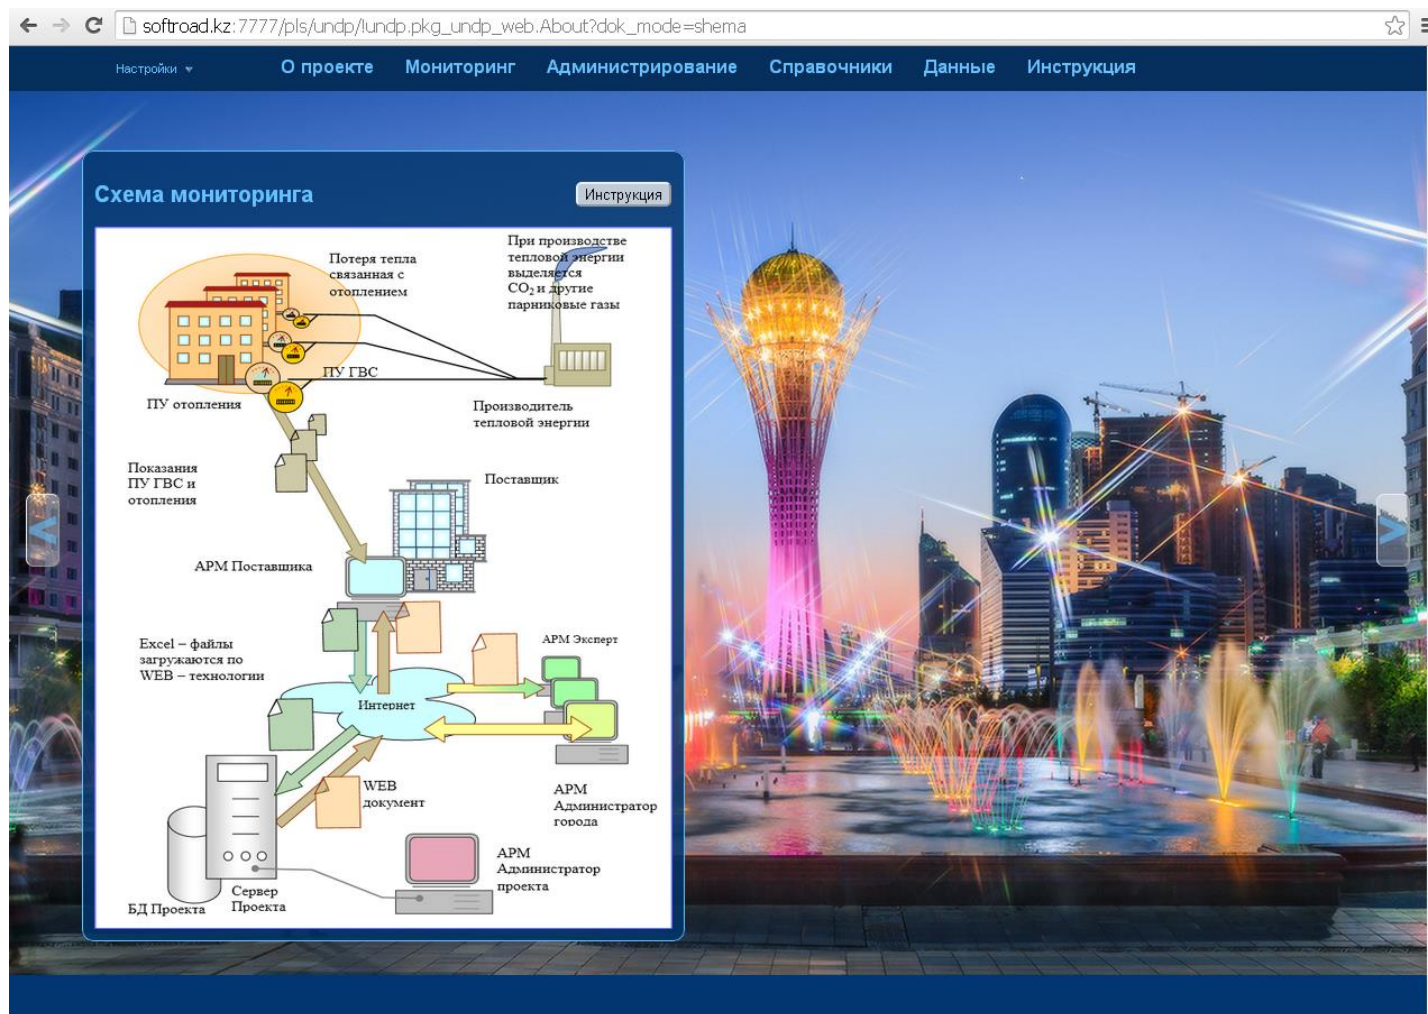 softroad.kz:7777/pls/undp/!undp.pkg_undp_web.About?dok_mode=shema
Настройки
О проекте
Мониторинг
Администрирование
Справочники
Данные
Инструкция
Схема мониторинга
Инструкция
Потеря тепла
связанная с
отоплением
При производстве
тепловой энергии
выделяется
CO₂ и другие
парниковые газы
ПУ ГВС
ПУ отопления
Производитель
тепловой энергии
Показания
ПУ ГВС и
отопления
Поставщик
АРМ Поставшика
Excel – файлы
загружаются по
WEB – технологии
АРМ Эксперт
Интернет
WEB
документ
АРМ
Администратор
города
АРМ
Администратор
проекта
Сервер
Проекта
БД Проекта